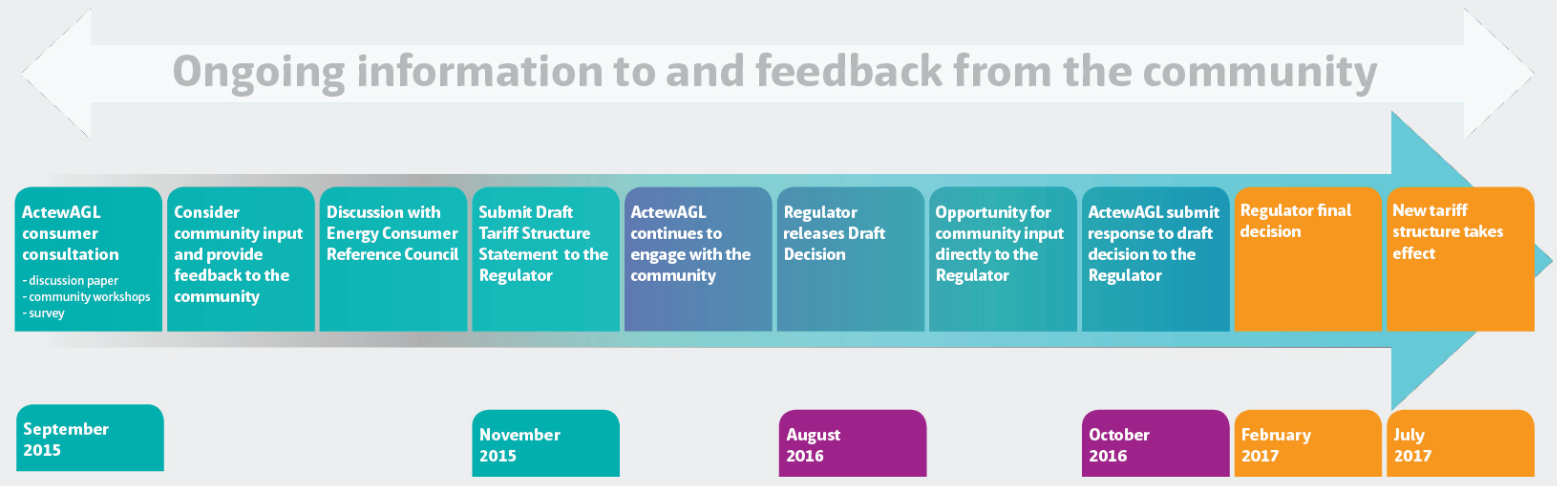 Ongoing information to and feedback from the community
ActewAGL
consumer
consultation
- discussion paper
- community workshops
- survey
Consider
community input
and provide
feedback to the
community
Discussion with
Energy Consumer
Reference Council
Submit Draft
Tariff Structure
Statement to the
Regulator
ActewAGL
continues to
engage with the
community
Regulator
releases Draft
Decision
Opportunity for
community input
directly to the
Regulator
ActewAGL submit
response to draft
decision to the
Regulator
Regulator final
decision
New tariff
structure takes
effect
September
2015
November
2015
August
2016
October
2016
February
2017
July
2017